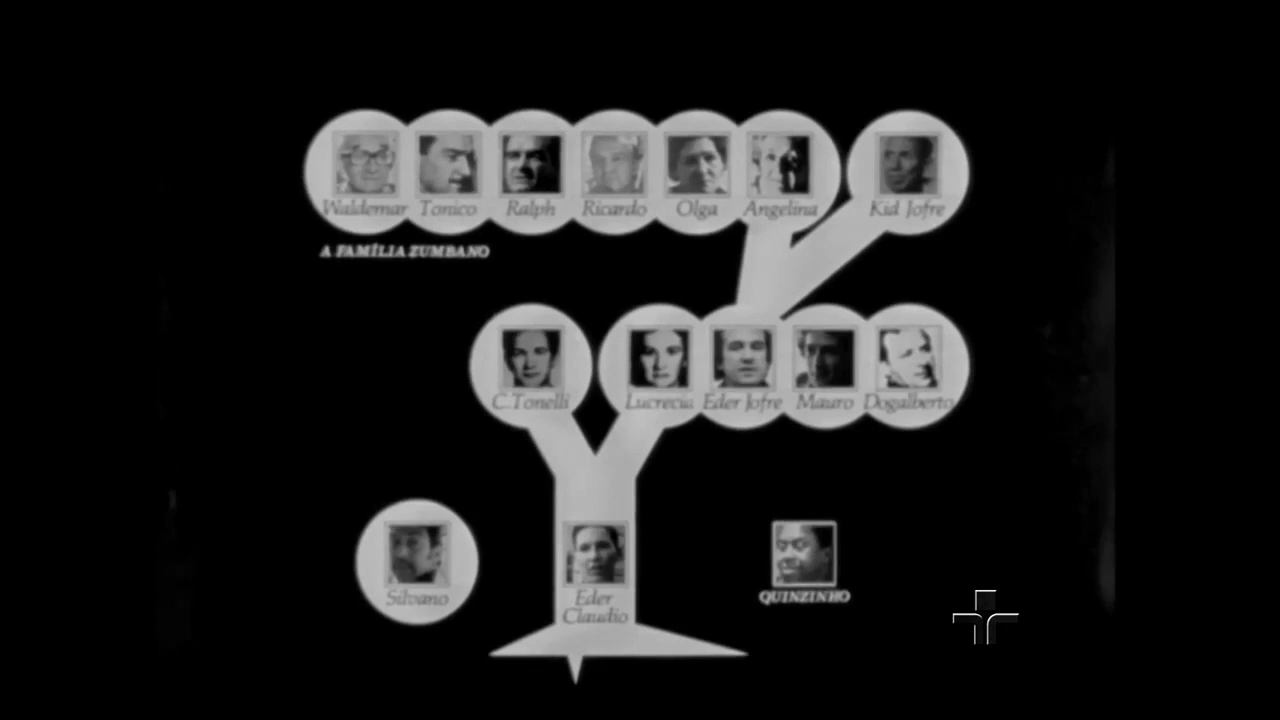 Waldemar Tonico Ralph Ricardo Olga Angelina Kid Jofre
A FAMÍLIA ZUMBANO
C.Tonelli Lucrecia Eder Jofre Mauro Dogalberto
Silvano
Eder
Claudio
QUINZINHO